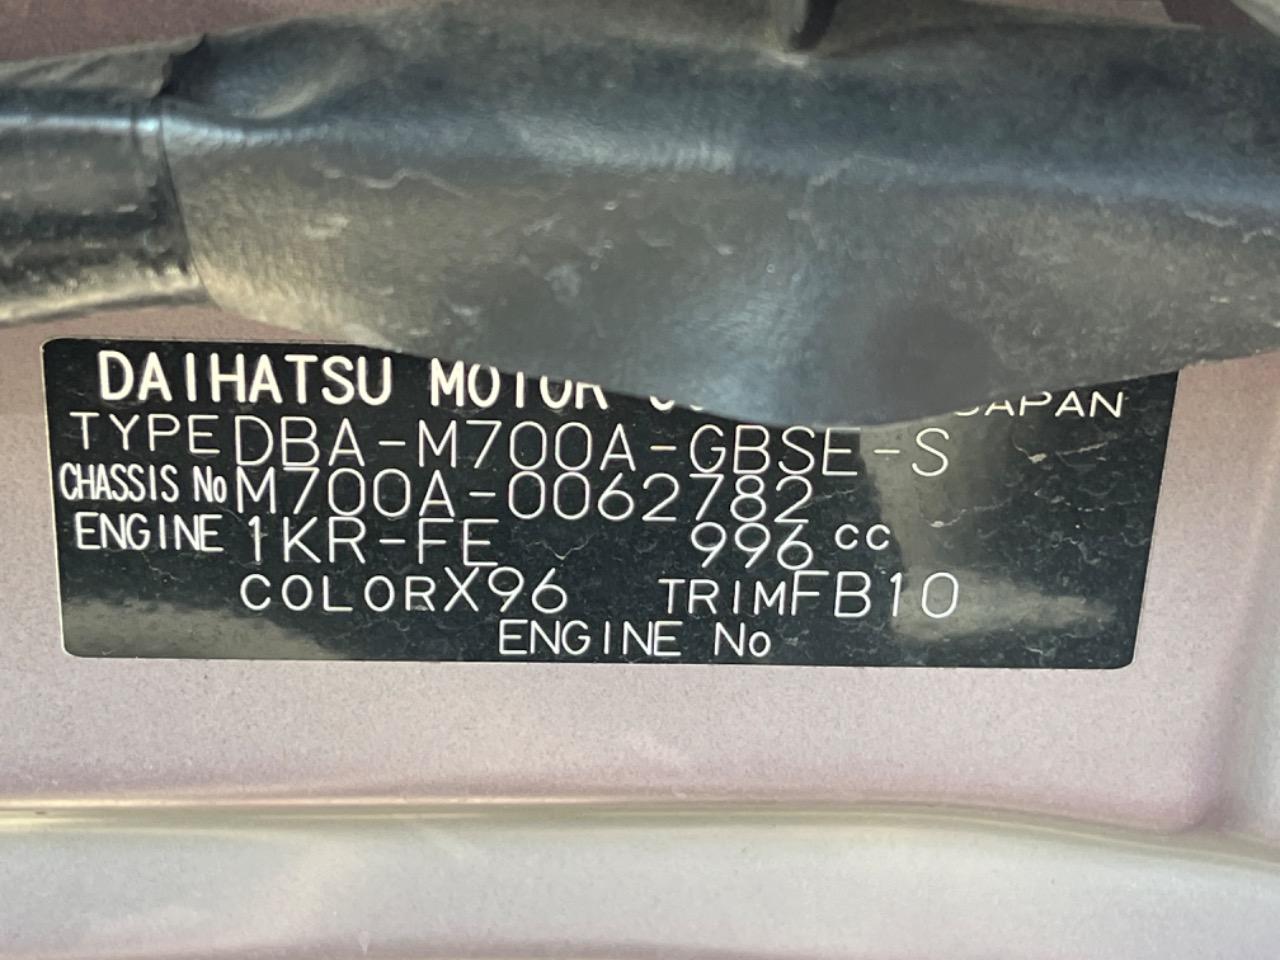 DAIHATSU MOTOR JAPAN
TYPE DBA-M700A-GBSE-S
CHASSIS No M700A-0062782
ENGINE 1KR-FE 996 cc
COLOR X96 TRIM FB10
ENGINE No